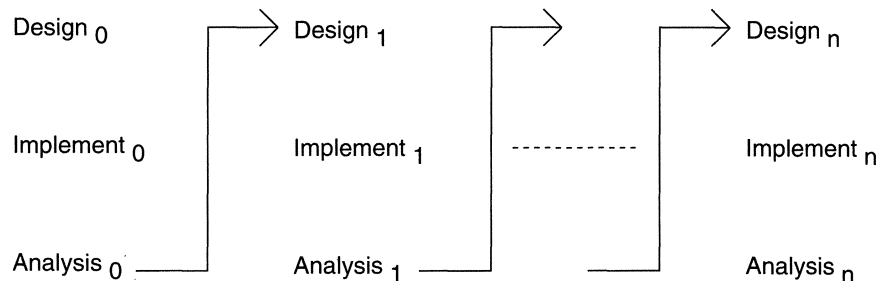 Design 0 Design 1 Design n
Implement 0 Implement 1 Implement n
Analysis 0 Analysis 1 Analysis n